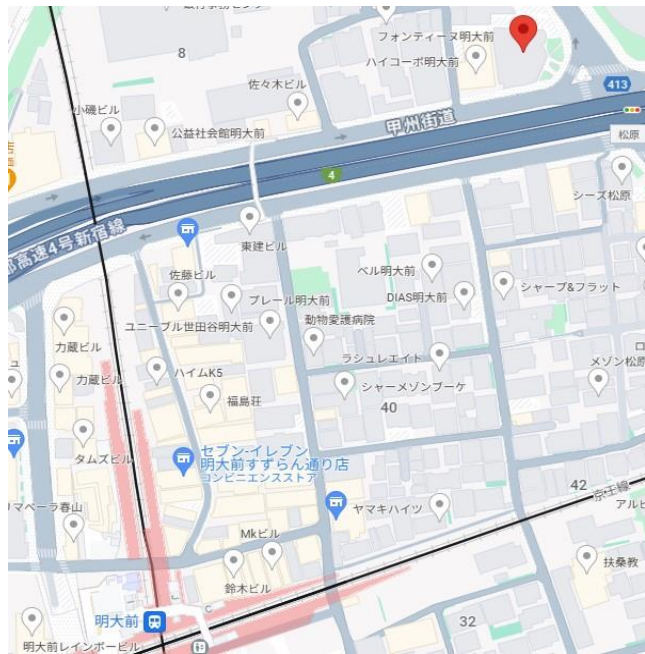 8
フォンティーヌ明大前
ハイコーポ明大前
佐々木ビル
413
小磯ビル
公益社会館明大前
甲州街道
松原
4
シーズ松原
東建ビル
佐藤ビル
ベル明大前
プレール明大前
DIAS明大前
シャープ&フラット
ユニーブル世田谷明大前
動物愛護病院
力蔵ビル
ラシュレエイト
メゾン松原
力蔵ビル
ハイムK5
シャーメゾンブーケ
福島荘
40
セブン-イレブン
明大前すずらん通り店
コンビニエンスストア
タムズビル
42
京王線
リマベーラ春山
ヤマキハイツ
Mkビル
扶桑教
鈴木ビル
明大前
32
明大前レインボービル
高速4号新宿線